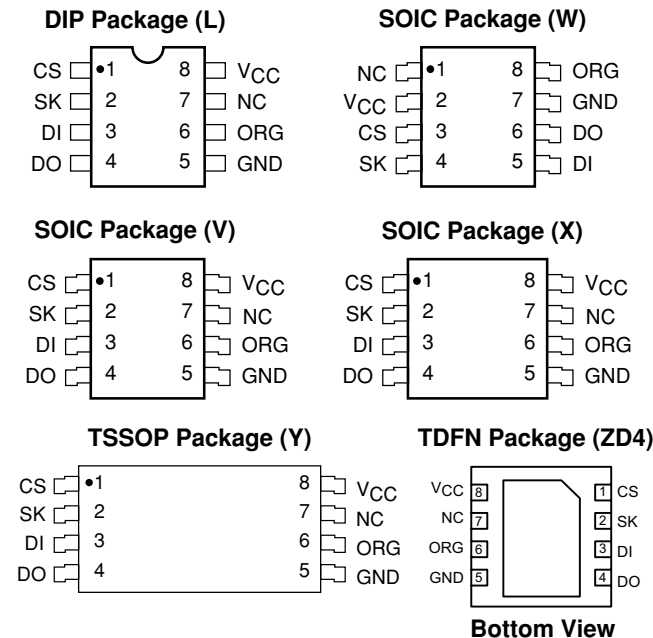 DIP Package (L)
CS •1 8 VCC
SK 2 7 NC
DI 3 6 ORG
DO 4 5 GND
SOIC Package (W)
NC •1 8 ORG
VCC 2 7 GND
CS 3 6 DO
SK 4 5 DI
SOIC Package (V)
CS •1 8 VCC
SK 2 7 NC
DI 3 6 ORG
DO 4 5 GND
SOIC Package (X)
CS •1 8 VCC
SK 2 7 NC
DI 3 6 ORG
DO 4 5 GND
TSSOP Package (Y)
CS •1 8 VCC
SK 2 7 NC
DI 3 6 ORG
DO 4 5 GND
TDFN Package (ZD4)
VCC 8 1 CS
NC 7 2 SK
ORG 6 3 DI
GND 5 4 DO
Bottom View